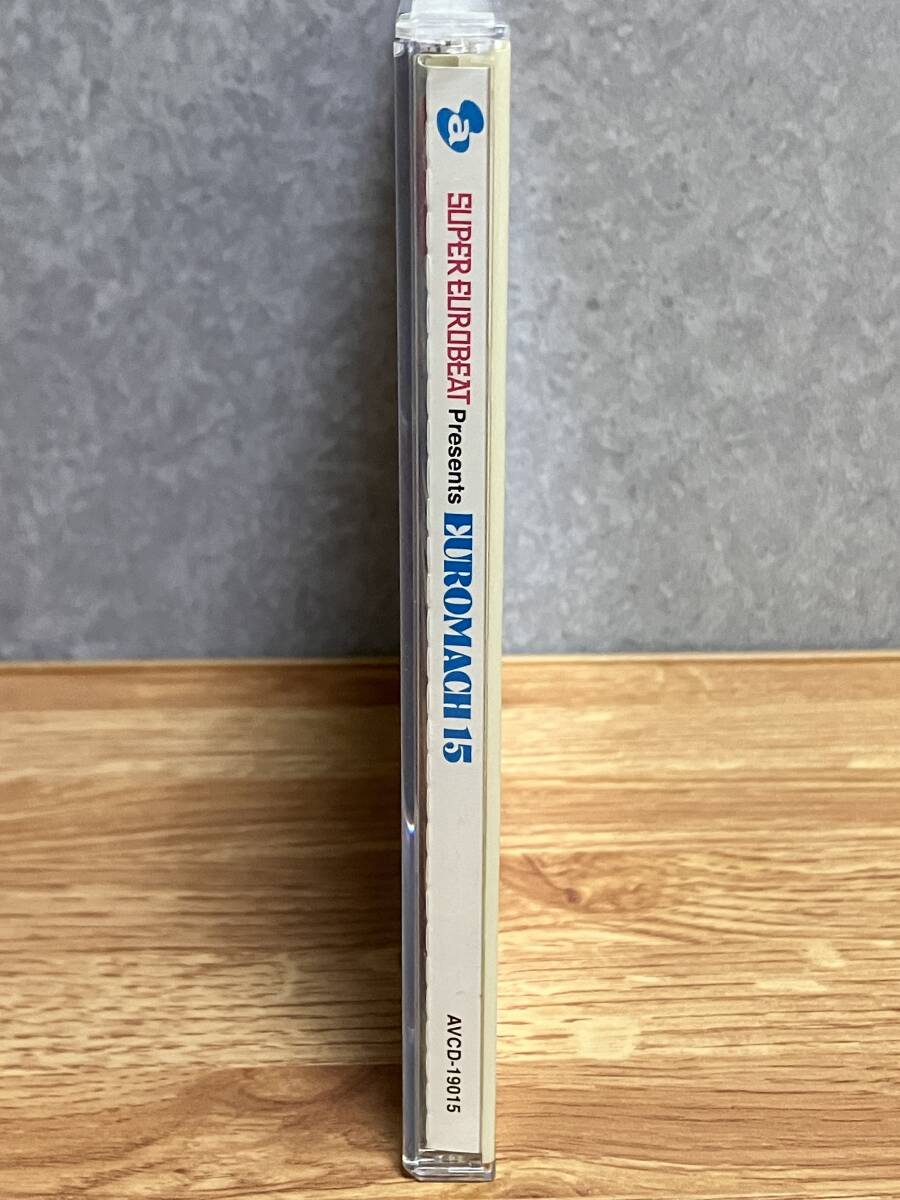 a
SUPER EUROBEAT Presents EUROMACH 15
AVCD-19015